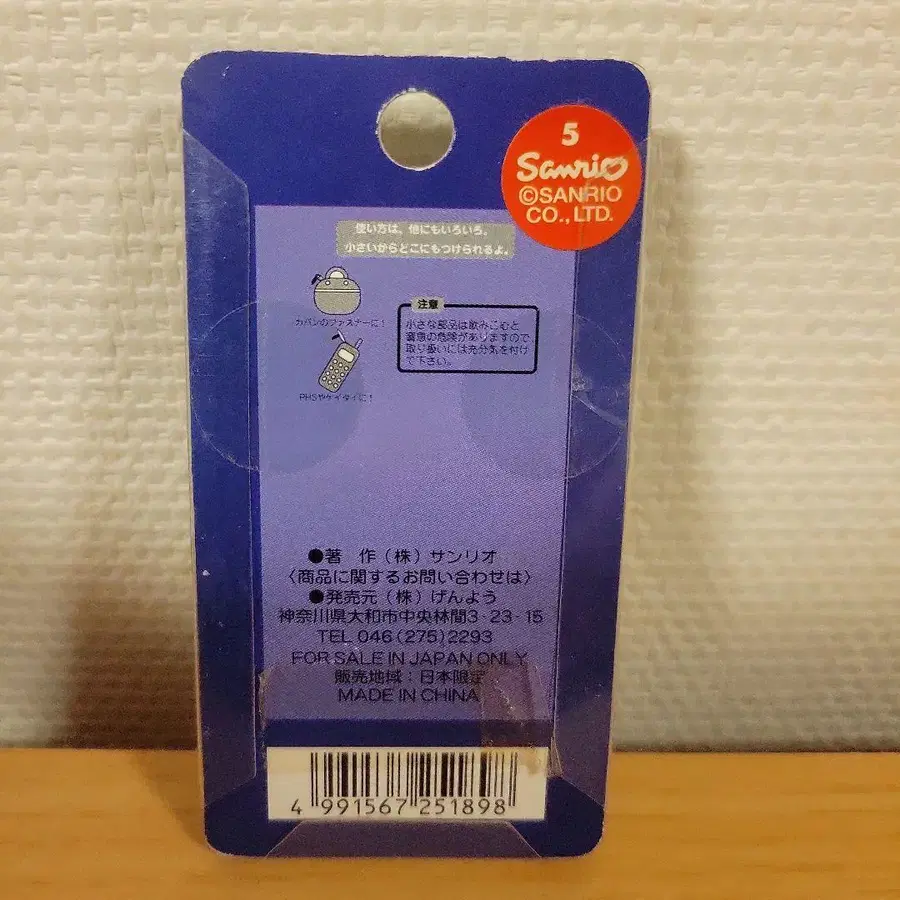 5
Sanrio
©SANRIO
CO., LTD.
使い方は、他にもいろいろ。
小さいからどこにもつけられるよ。
カバンのファスナーに!
PHSやケイタイに!
注意
小さな部品は飲みこむと
窒息の危険がありますので
取り扱いには充分気を付け
て下さい。
●著 作(株)サンリオ
〈商品に関するお問い合わせは〉
●発売元(株)げんよう
神奈川県大和市中央林間3-23-15
TEL 046(275)2293
FOR SALE IN JAPAN ONLY
販売地域:日本限定
MADE IN CHINA
4 991567 251898